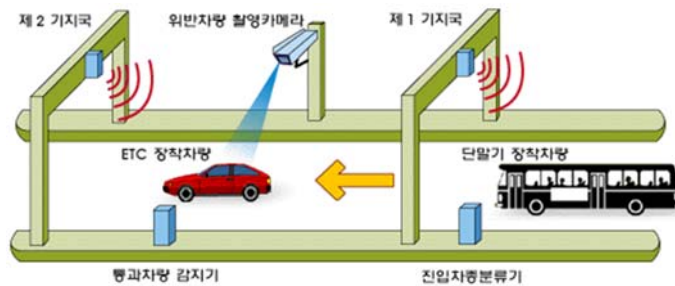 제 2 기지국
위반차량 촬영카메라
제 1 기지국
ETC 장착차량
단말기 장착차량
통과차량 감지기
진입차종분류기